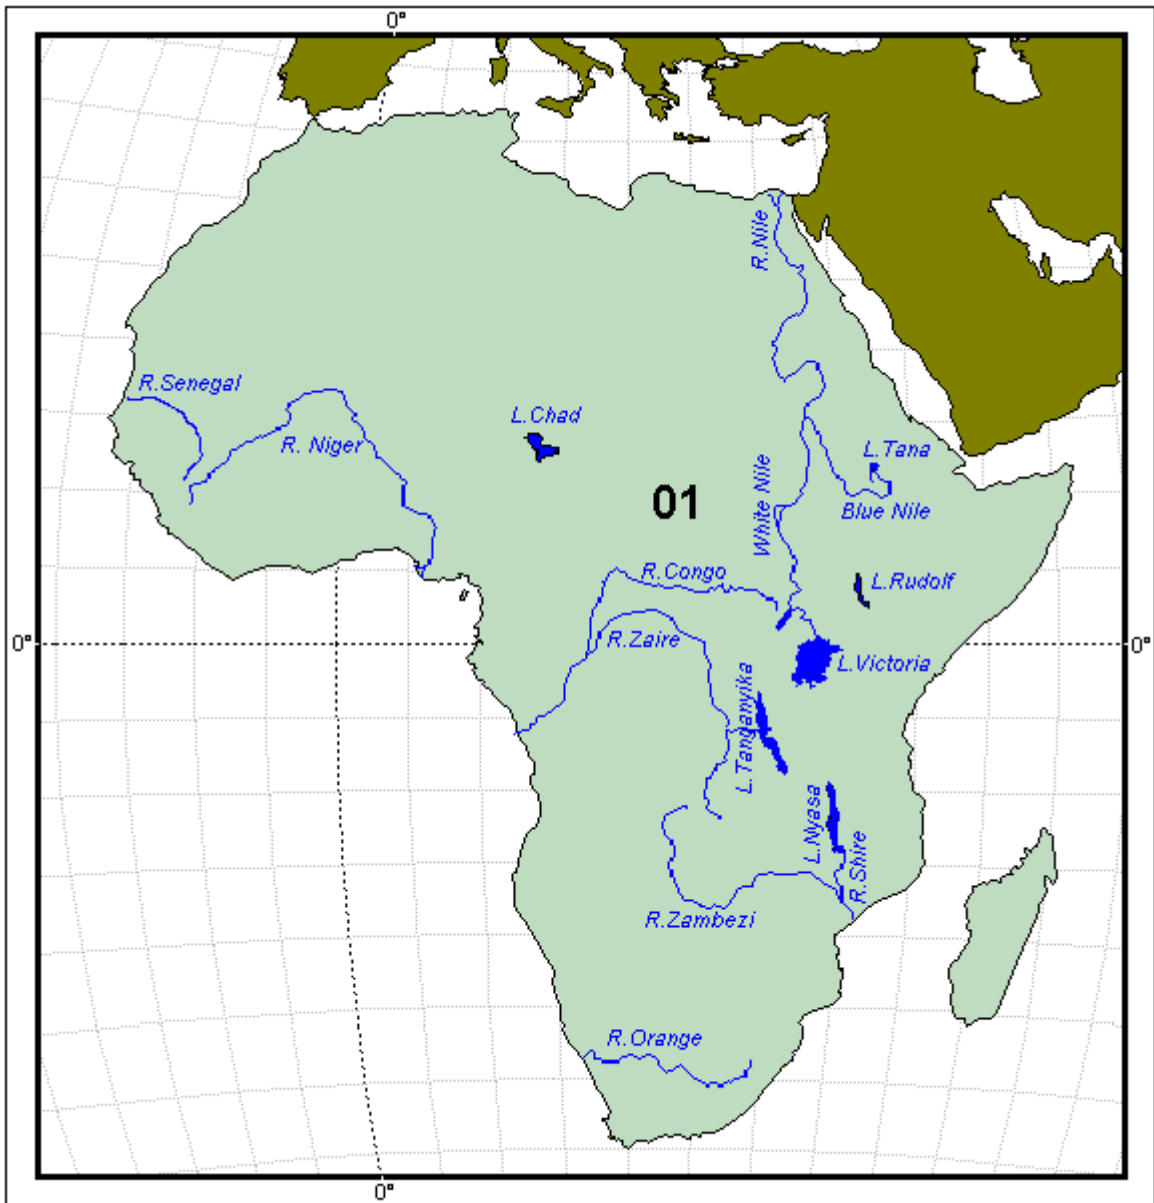 0°
R.Nile
R.Senegal
L.Chad
R. Niger
L.Tana
White Nile
01
Blue Nile
R.Congo
L.Rudolf
0°
R.Zaire
0°
L.Victoria
L.Tanganyika
L.Nyasa
R.Shire
R.Zambezi
R.Orange
0°